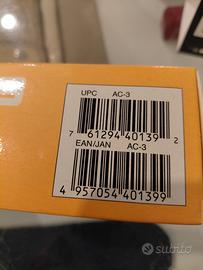 UPC AC-3
7 61294 40139 2
EAN/JAN AC-3
4 957054 401399
subito